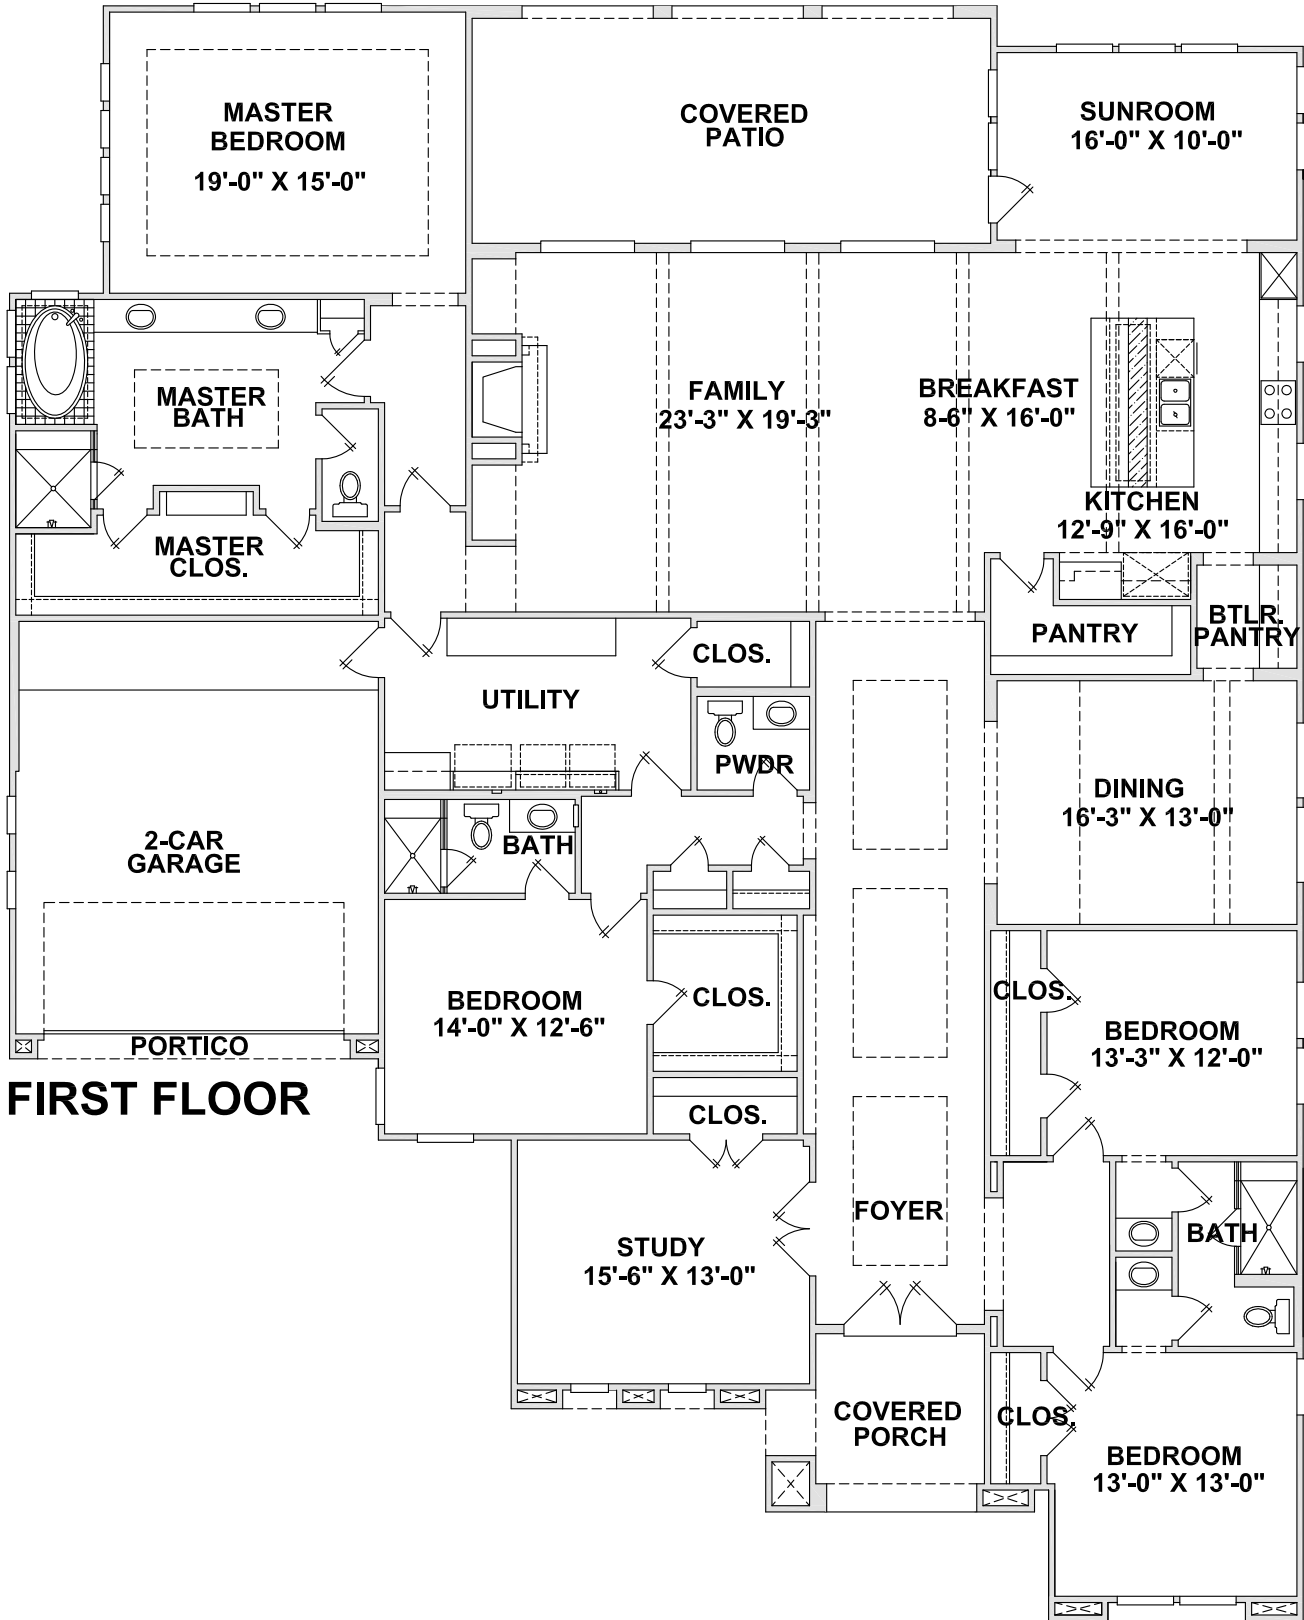 MASTER
BEDROOM
19'-0" X 15'-0"
COVERED
PATIO
SUNROOM
16'-0" X 10'-0"
MASTER
BATH
FAMILY
23'-3" X 19'-3"
BREAKFAST
8-6" X 16'-0"
KITCHEN
12'-9" X 16'-0"
MASTER
CLOS.
PANTRY
BTLR.
PANTRY
CLOS.
UTILITY
PWDR
DINING
16'-3" X 13'-0"
2-CAR
GARAGE
BATH
BEDROOM
14'-0" X 12'-6"
CLOS.
CLOS.
BEDROOM
13'-3" X 12'-0"
PORTICO
FIRST FLOOR
CLOS.
FOYER
BATH
STUDY
15'-6" X 13'-0"
COVERED
PORCH
CLOS.
BEDROOM
13'-0" X 13'-0"